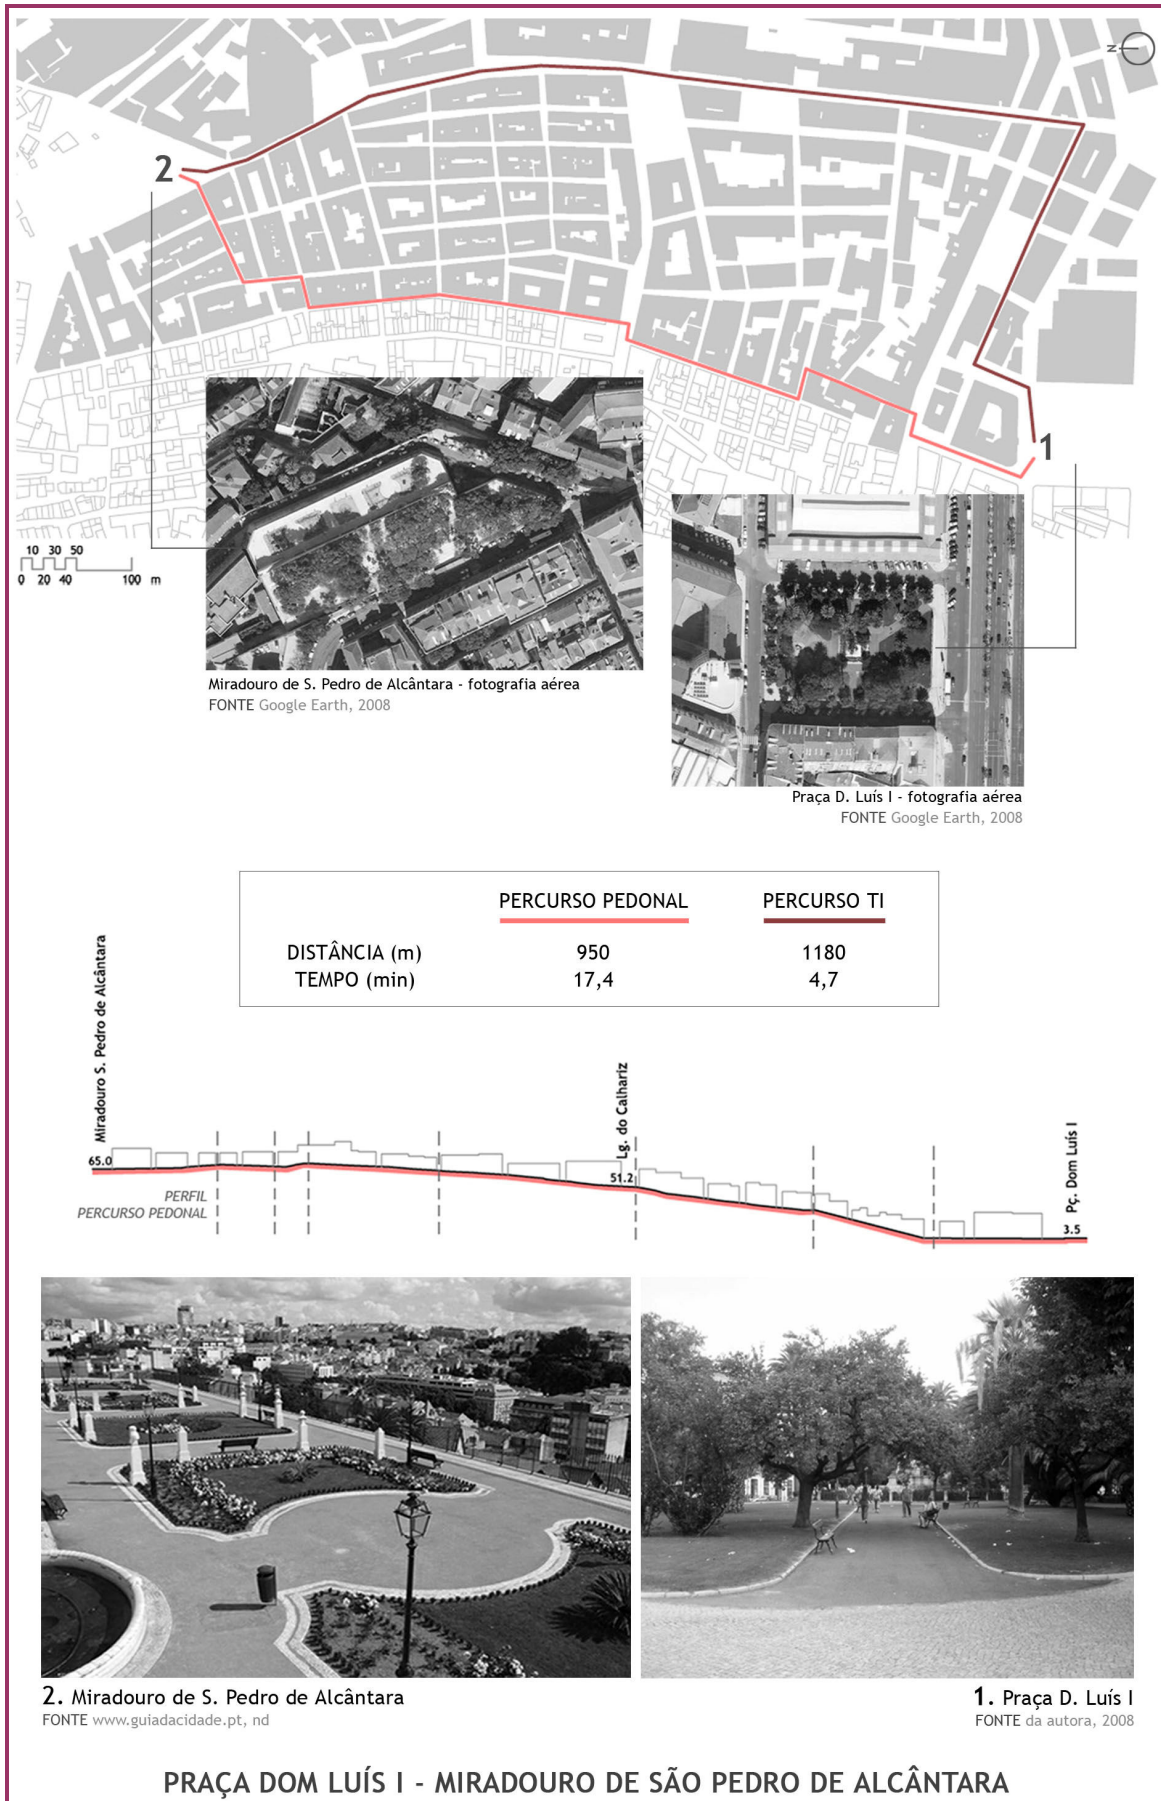 N
2
1
10 30 50
0 20 40 100 m
Miradouro de S. Pedro de Alcântara - fotografia aérea
FONTE Google Earth, 2008
Praça D. Luís I - fotografia aérea
FONTE Google Earth, 2008
PERCURSO PEDONAL PERCURSO TI
DISTÂNCIA (m) 950 1180
TEMPO (min) 17,4 4,7
Miradouro S. Pedro de Alcântara
Lg. do Calhariz
Pç. Dom Luís I
65.0
51.2
3.5
PERFIL
PERCURSO PEDONAL
2. Miradouro de S. Pedro de Alcântara
FONTE www.guiadacidade.pt, nd
1. Praça D. Luís I
FONTE da autora, 2008
PRAÇA DOM LUÍS I - MIRADOURO DE SÃO PEDRO DE ALCÂNTARA